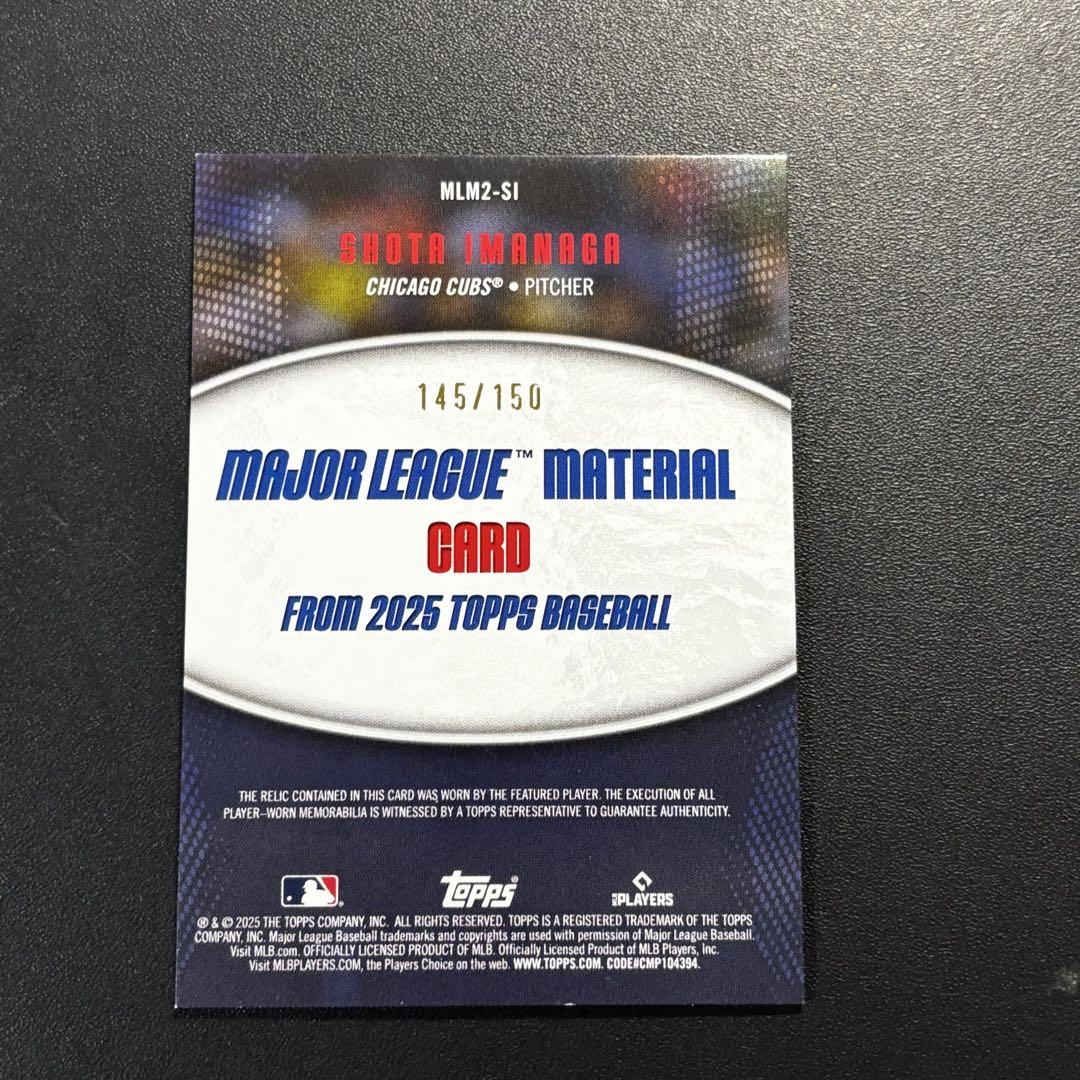 MLM2-SI
SHOTA IMANAGA
CHICAGO CUBS® • PITCHER
145/150
MAJOR LEAGUE™ MATERIAL
CARD
FROM 2025 TOPPS BASEBALL
THE RELIC CONTAINED IN THIS CARD WAS WORN BY THE FEATURED PLAYER. THE EXECUTION OF ALL
PLAYER–WORN MEMORABILIA IS WITNESSED BY A TOPPS REPRESENTATIVE TO GUARANTEE AUTHENTICITY.
TOPPS® MLB PLAYERS
® & © 2025 THE TOPPS COMPANY, INC. ALL RIGHTS RESERVED. TOPPS IS A REGISTERED TRADEMARK OF THE TOPPS
COMPANY, INC. Major League Baseball trademarks and copyrights are used with permission of Major League Baseball.
Visit MLB.com. OFFICIALLY LICENSED PRODUCT OF MLB. Officially Licensed Product of MLB Players, Inc.
Visit MLBPLAYERS.COM, the Players Choice on the web. WWW.TOPPS.COM. CODE#CMP104394.